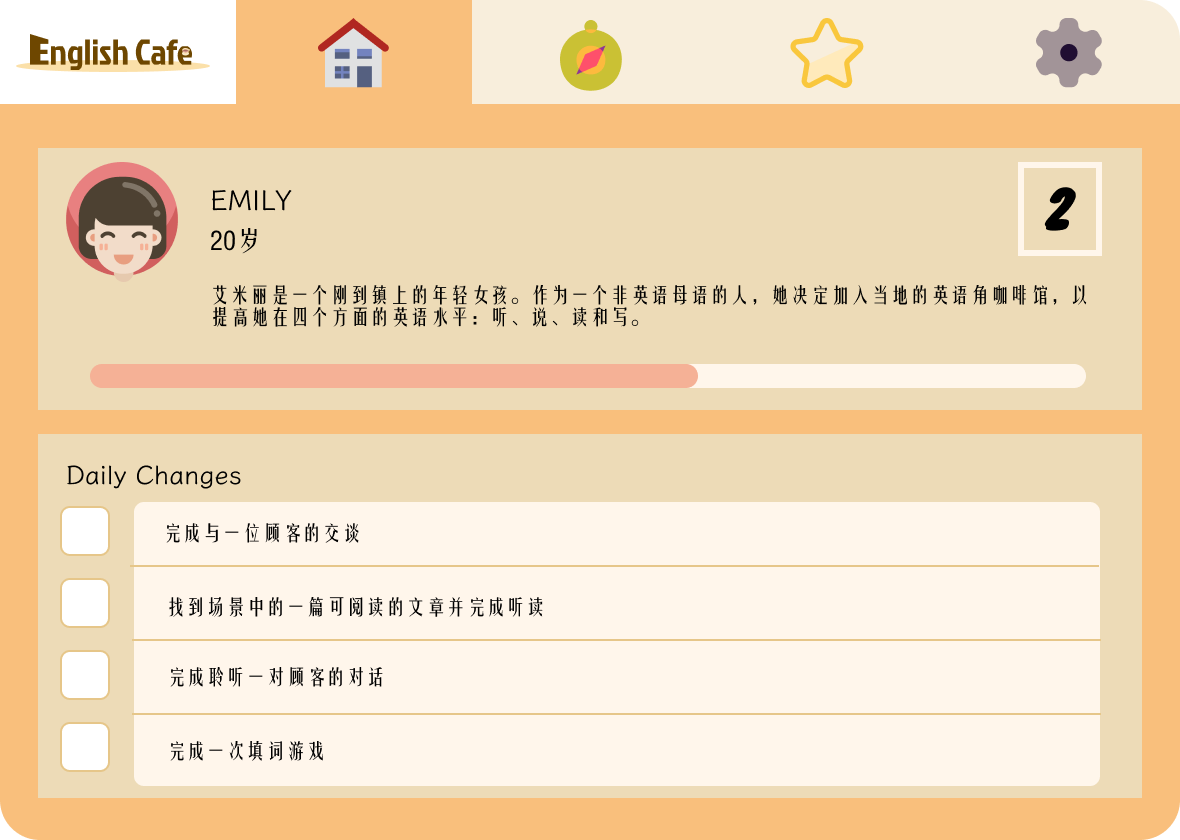 English Cafe
EMILY
2
20岁
艾米丽是一个刚到镇上的年轻女孩。作为一个非英语母语的人，她决定加入当地的英语角咖啡馆，以
提高她在四个方面的英语水平：听、说、读和写。
Daily Changes
完成与一位顾客的交谈
找到场景中的一篇可阅读的文章并完成听读
完成聆听一对顾客的对话
完成一次填词游戏